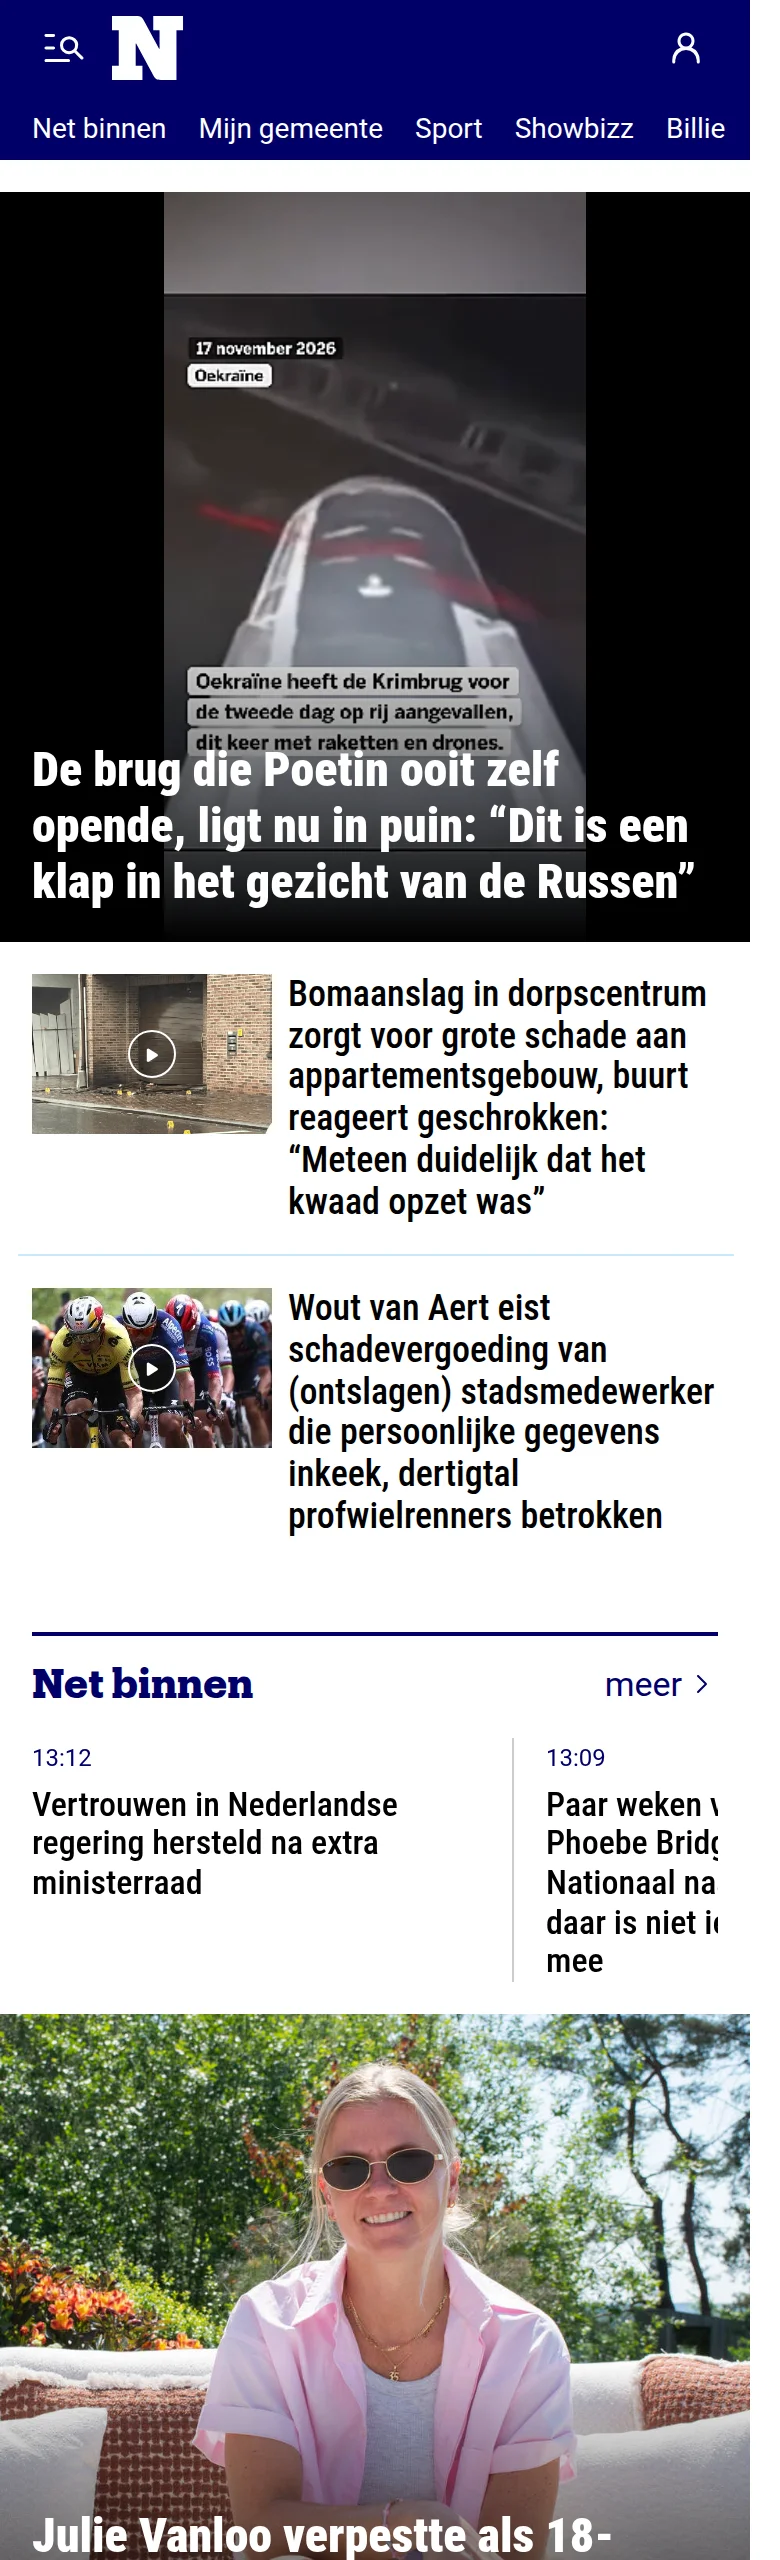 N
Net binnen Mijn gemeente Sport Showbizz Billie
17 november 2026
Oekraïne
Oekraïne heeft de Krimbrug voor
de tweede dag op rij aangevallen,
dit keer met raketten en drones.
De brug die Poetin ooit zelf
opende, ligt nu in puin: “Dit is een
klap in het gezicht van de Russen”
Bomaanslag in dorpscentrum
zorgt voor grote schade aan
appartementsgebouw, buurt
reageert geschrokken:
“Meteen duidelijk dat het
kwaad opzet was”
Wout van Aert eist
schadevergoeding van
(ontslagen) stadsmedewerker
die persoonlijke gegevens
inkeek, dertigtal
profwielrenners betrokken
Net binnen
meer
13:12
Vertrouwen in Nederlandse
regering hersteld na extra
ministerraad
13:09
Paar weken
Phoebe
Nationaal
daar is niet
mee
Julie Vanloo verpestte als 18-